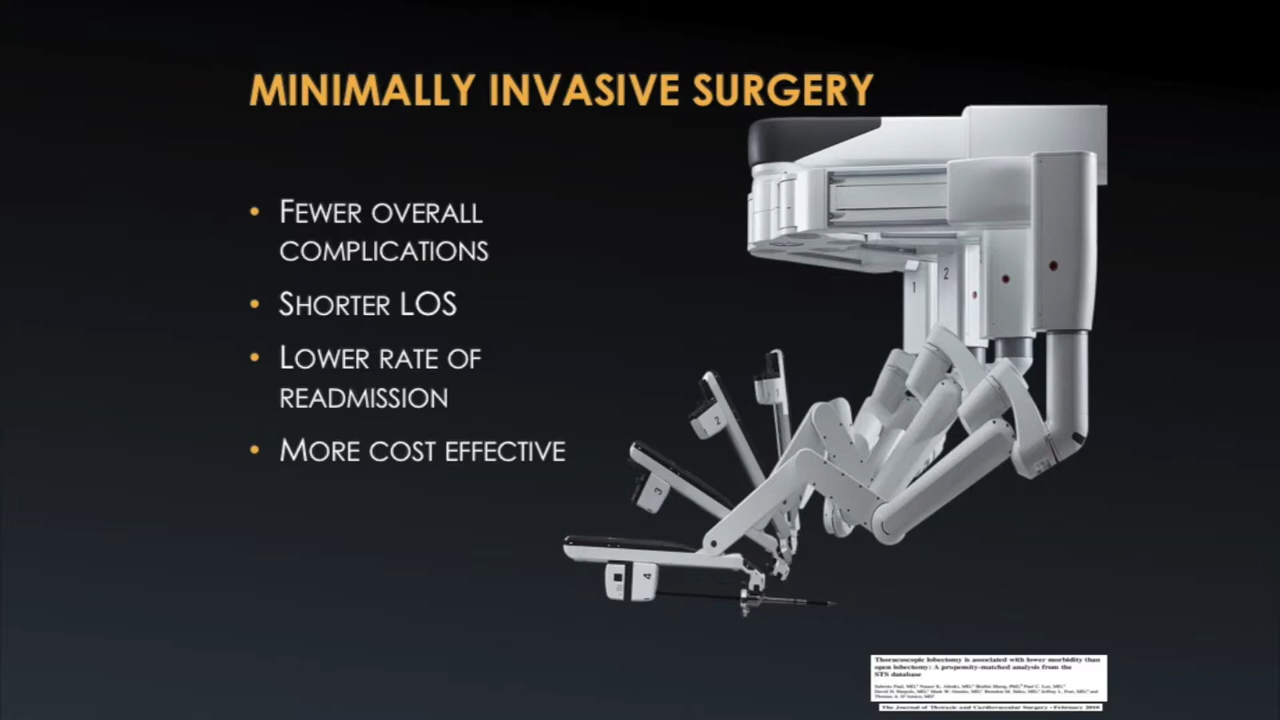 MINIMALLY INVASIVE SURGERY
• FEWER OVERALL
COMPLICATIONS
• SHORTER LOS
• LOWER RATE OF
READMISSION
• MORE COST EFFECTIVE
1
2
2
3
4
Thoracoscopic lobectomy is associated with lower morbidity than
open lobectomy: A propensity-matched analysis from the
STS database
The Journal of Thoracic and Cardiovascular Surgery • February